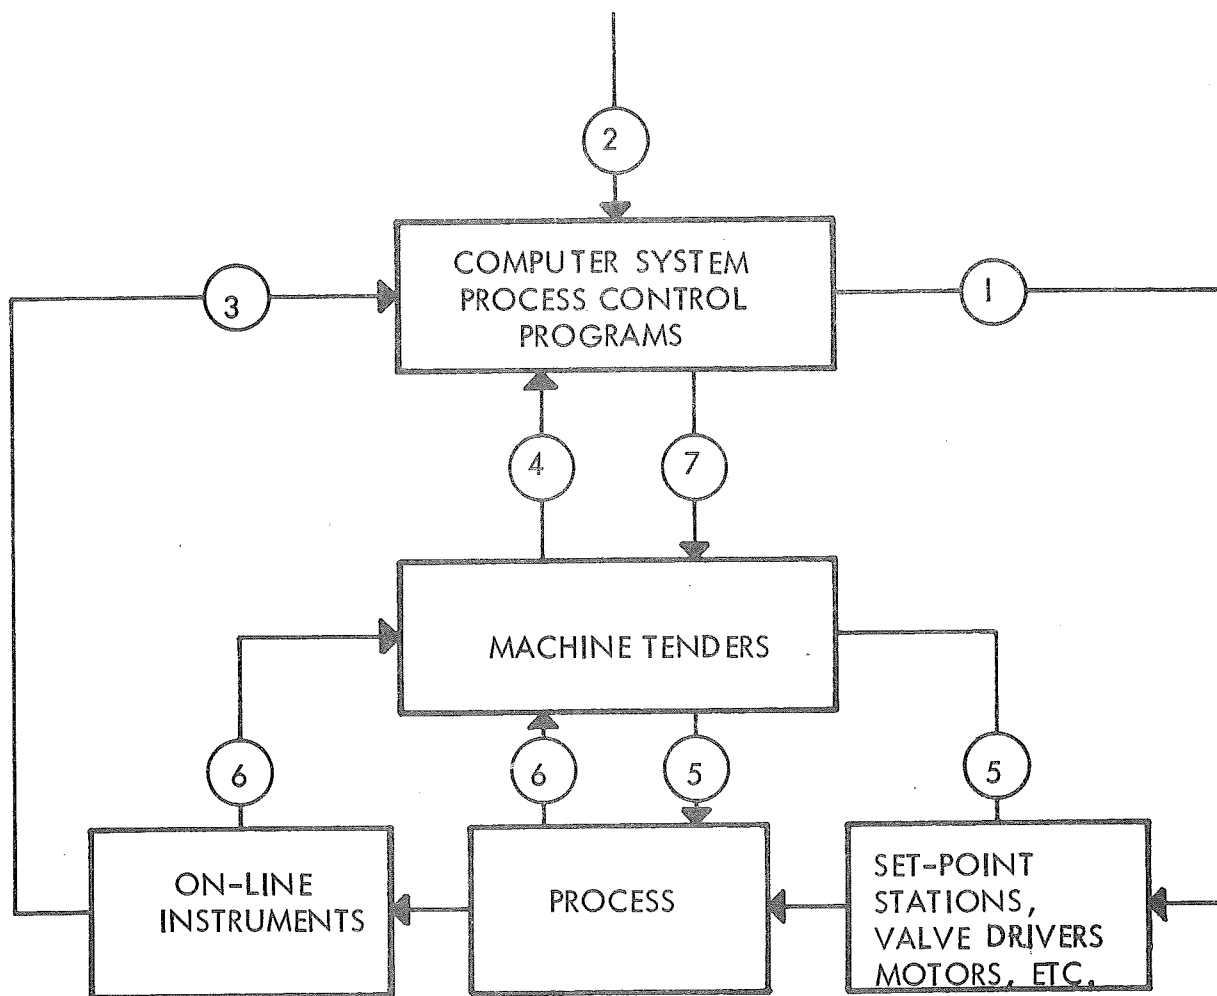 2
COMPUTER SYSTEM
PROCESS CONTROL
PROGRAMS
3
1
4
7
MACHINE TENDERS
6
6
5
5
ON-LINE
INSTRUMENTS
PROCESS
SET-POINT
STATIONS,
VALVE DRIVERS
MOTORS, ETC.